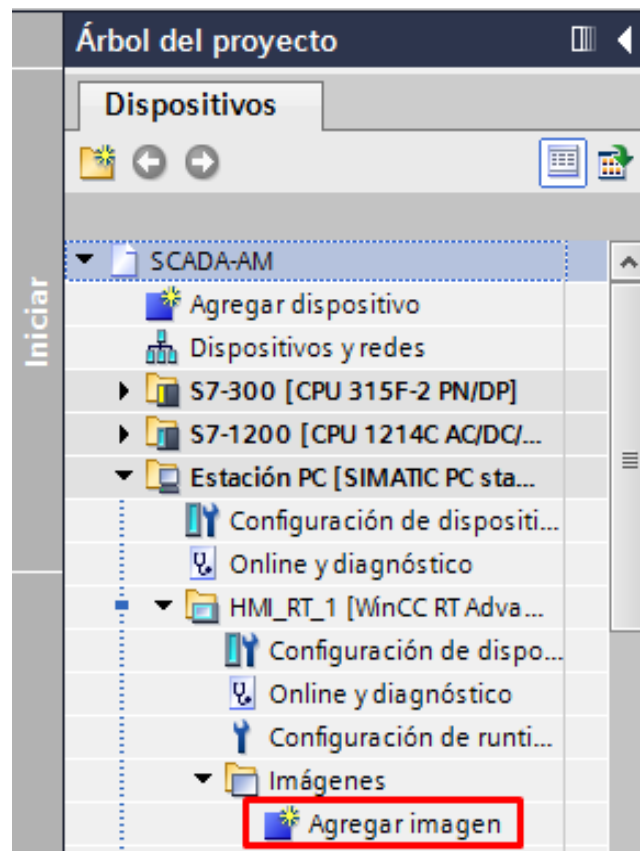 Árbol del proyecto
Dispositivos
Iniciar
SCADA-AM
Agregar dispositivo
Dispositivos y redes
S7-300 [CPU 315F-2 PN/DP]
S7-1200 [CPU 1214C AC/DC/...
Estación PC [SIMATIC PC sta...
Configuración de dispositi...
Online y diagnóstico
HMI_RT_1 [WinCC RT Adva...
Configuración de dispo...
Online y diagnóstico
Configuración de runti...
Imágenes
Agregar imagen